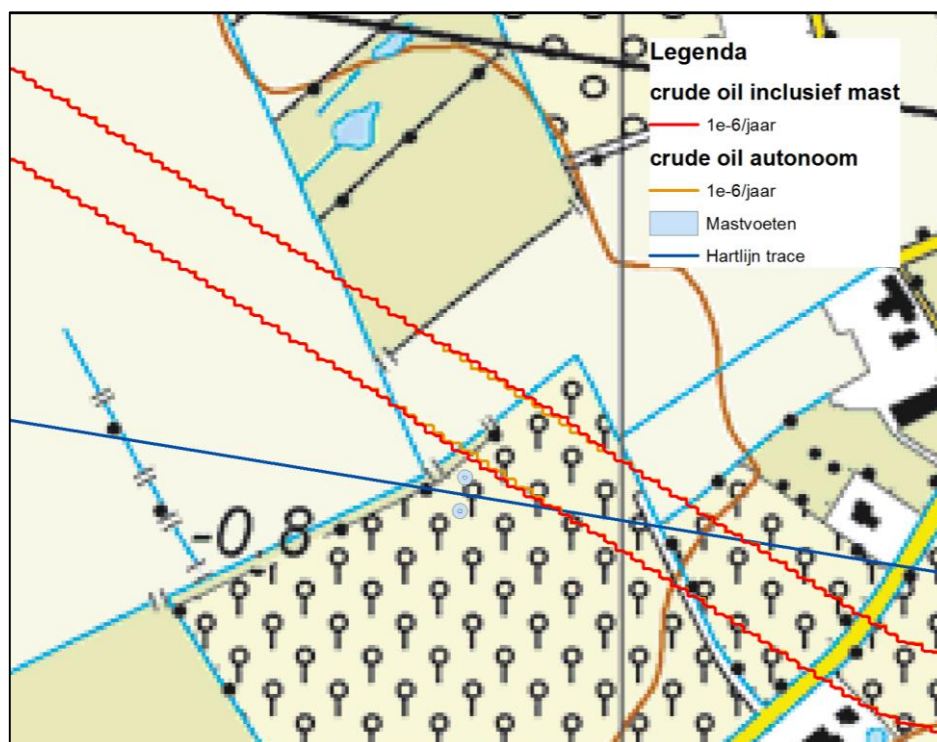 Legenda
crude oil inclusief mast
1e-6/jaar
crude oil autonoom
1e-6/jaar
Mastvoeten
Hartlijn trace
-0 8